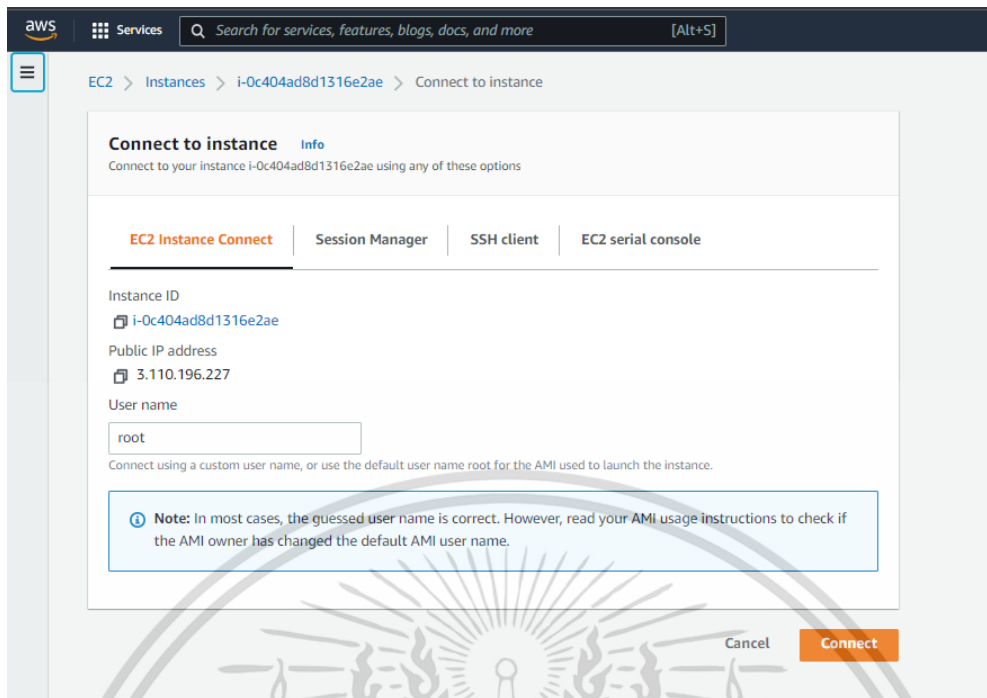 aws
Services
Search for services, features, blogs, docs, and more [Alt+S]
EC2 > Instances > i-0c404ad8d1316e2ae > Connect to instance
Connect to instance Info
Connect to your instance i-0c404ad8d1316e2ae using any of these options
EC2 Instance Connect Session Manager SSH client EC2 serial console
Instance ID
i-0c404ad8d1316e2ae
Public IP address
3.110.196.227
User name
root
Connect using a custom user name, or use the default user name root for the AMI used to launch the instance.
Note: In most cases, the guessed user name is correct. However, read your AMI usage instructions to check if
the AMI owner has changed the default AMI user name.
Cancel Connect